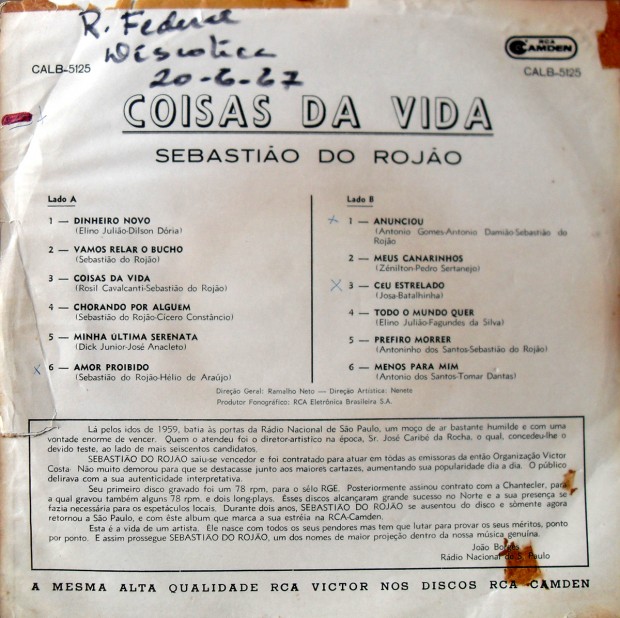 R. Federal
Discoteca
20-6-67
RCA
CAMDEN
CALB-5125
CALB-5125
COISAS DA VIDA
SEBASTIÃO DO ROJÃO
Lado A
1 — DINHEIRO NOVO
(Elino Julião-Dilson Dória)
2 — VAMOS RELAR O BUCHO
(Sebastião do Rojão)
3 — COISAS DA VIDA
(Rosil Cavalcanti-Sebastião do Rojão)
4 — CHORANDO POR ALGUEM
(Sebastião do Rojão-Cícero Constâncio)
5 — MINHA ÚLTIMA SERENATA
(Dick Junior-José Anacleto)
x 6 — AMOR PROIBIDO
(Sebastião do Rojão-Hélio de Araújo)
Lado B
x 1 — ANUNCIOU
(Antonio Gomes-Antonio Damião-Sebastião do
Rojão
2 — MEUS CANARINHOS
(Zénilton-Pedro Sertanejo)
x 3 — CEU ESTRELADO
(Josa-Batalhinha)
4 — TODO O MUNDO QUER
(Elino Julião-Fagundes da Silva)
5 — PREFIRO MORRER
(Antoninho dos Santos-Sebastião do Rojão)
6 — MENOS PARA MIM
(Antonio dos Santos-Tomar Dantas)
Direção Geral: Ramalho Neto — Direção Artística: Nenete
Produtor Fonográfico: RCA Eletrônica Brasileira S.A.
Lá pelos idos de 1959, batia às portas da Rádio Nacional de São Paulo, um moço de ar bastante humilde e com uma
vontade enorme de vencer. Quem o atendeu foi o diretor-artístico na época, Sr. José Caribé da Rocha, o qual, concedeu-lhe o
devido teste, ao lado de mais seiscentos candidatos.
SEBASTIÃO DO ROJÃO saiu-se vencedor e foi contratado para atuar em tôdas as emissoras da então Organização Victor
Costa. Não muito demorou para que se destacasse junto aos maiores cartazes, aumentando sua popularidade dia a dia. O público
delirava com a sua autenticidade interpretativa.
Seu primeiro disco gravado foi um 78 rpm, para o sêlo RGE. Posteriormente assinou contrato com a Chantecler, para
a qual gravou também alguns 78 rpm. e dois long-plays. Êsses discos alcançaram grande sucesso no Norte e a sua presença se
fazia necessária para os espetáculos locais. Durante dois anos, SEBASTIÃO DO ROJÃO se ausentou do disco e sòmente agora
retornou a São Paulo, e com êste album que marca a sua estréia na RCA-Camden.
Esta é a vida de um artista. Ele nasce com todos os seus pendores mas tem que lutar para provar os seus méritos, ponto
por ponto. E assim prossegue SEBASTIÃO DO ROJÃO, um dos nomes de maior projeção dentro da nossa música genuína.
João Borges
Rádio Nacional de S. Paulo
A MESMA ALTA QUALIDADE RCA VICTOR NOS DISCOS RCA CAMDEN